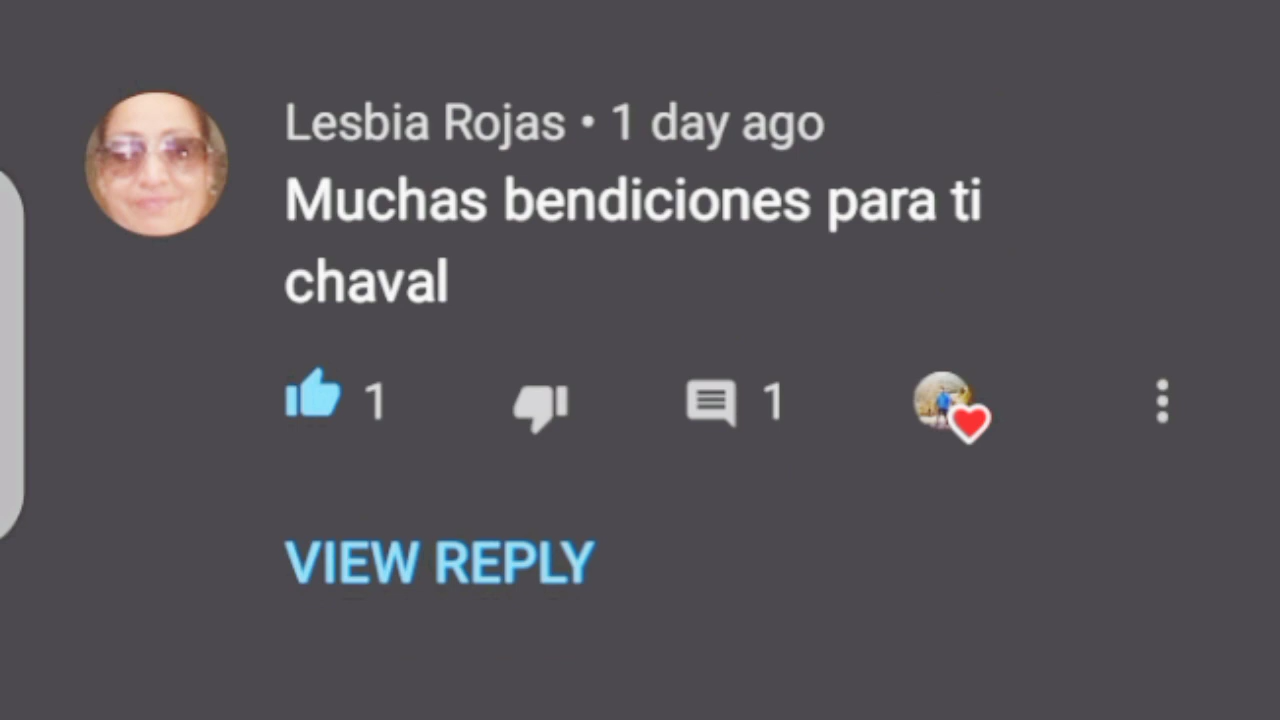 Lesbia Rojas • 1 day ago
Muchas bendiciones para ti
chaval
1 1
VIEW REPLY